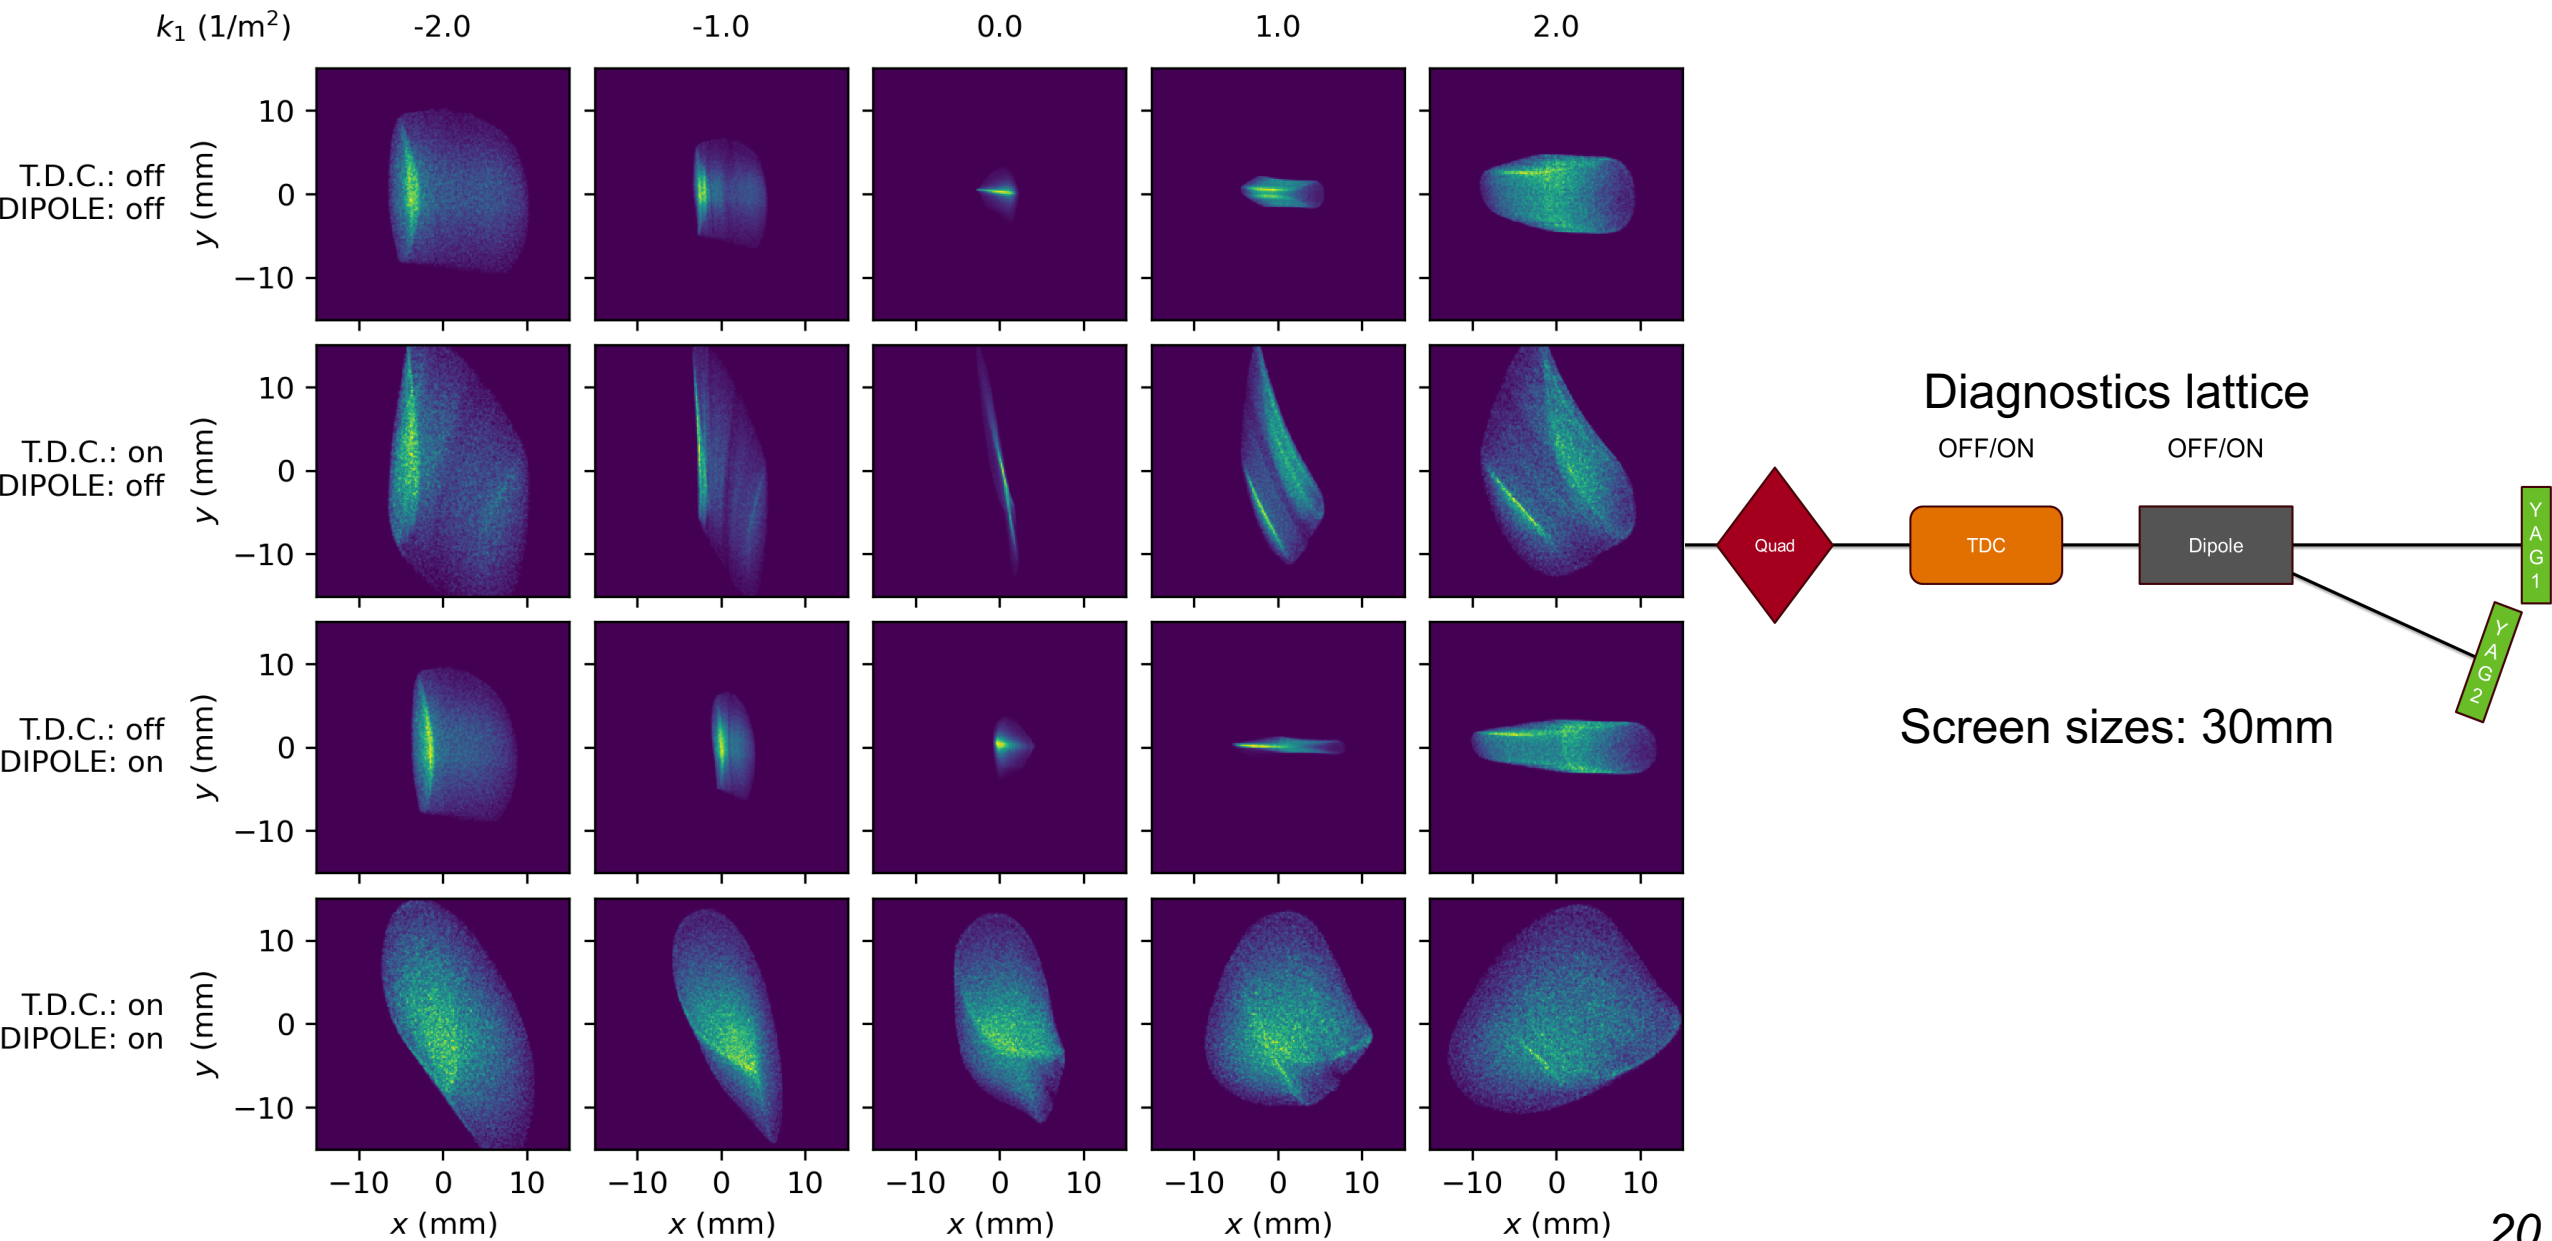 k₁ (1/m²) -2.0 -1.0 0.0 1.0 2.0
10
T.D.C.: off
DIPOLE: off
y (mm)
0
−10
10
T.D.C.: on
DIPOLE: off
y (mm)
0
−10
10
T.D.C.: off
DIPOLE: on
y (mm)
0
−10
10
T.D.C.: on
DIPOLE: on
y (mm)
0
−10
−10 0 10 −10 0 10 −10 0 10 −10 0 10 −10 0 10
x (mm) x (mm) x (mm) x (mm) x (mm)
Diagnostics lattice
OFF/ON OFF/ON
Quad TDC Dipole
YAG1
YAG2
Screen sizes: 30mm
20